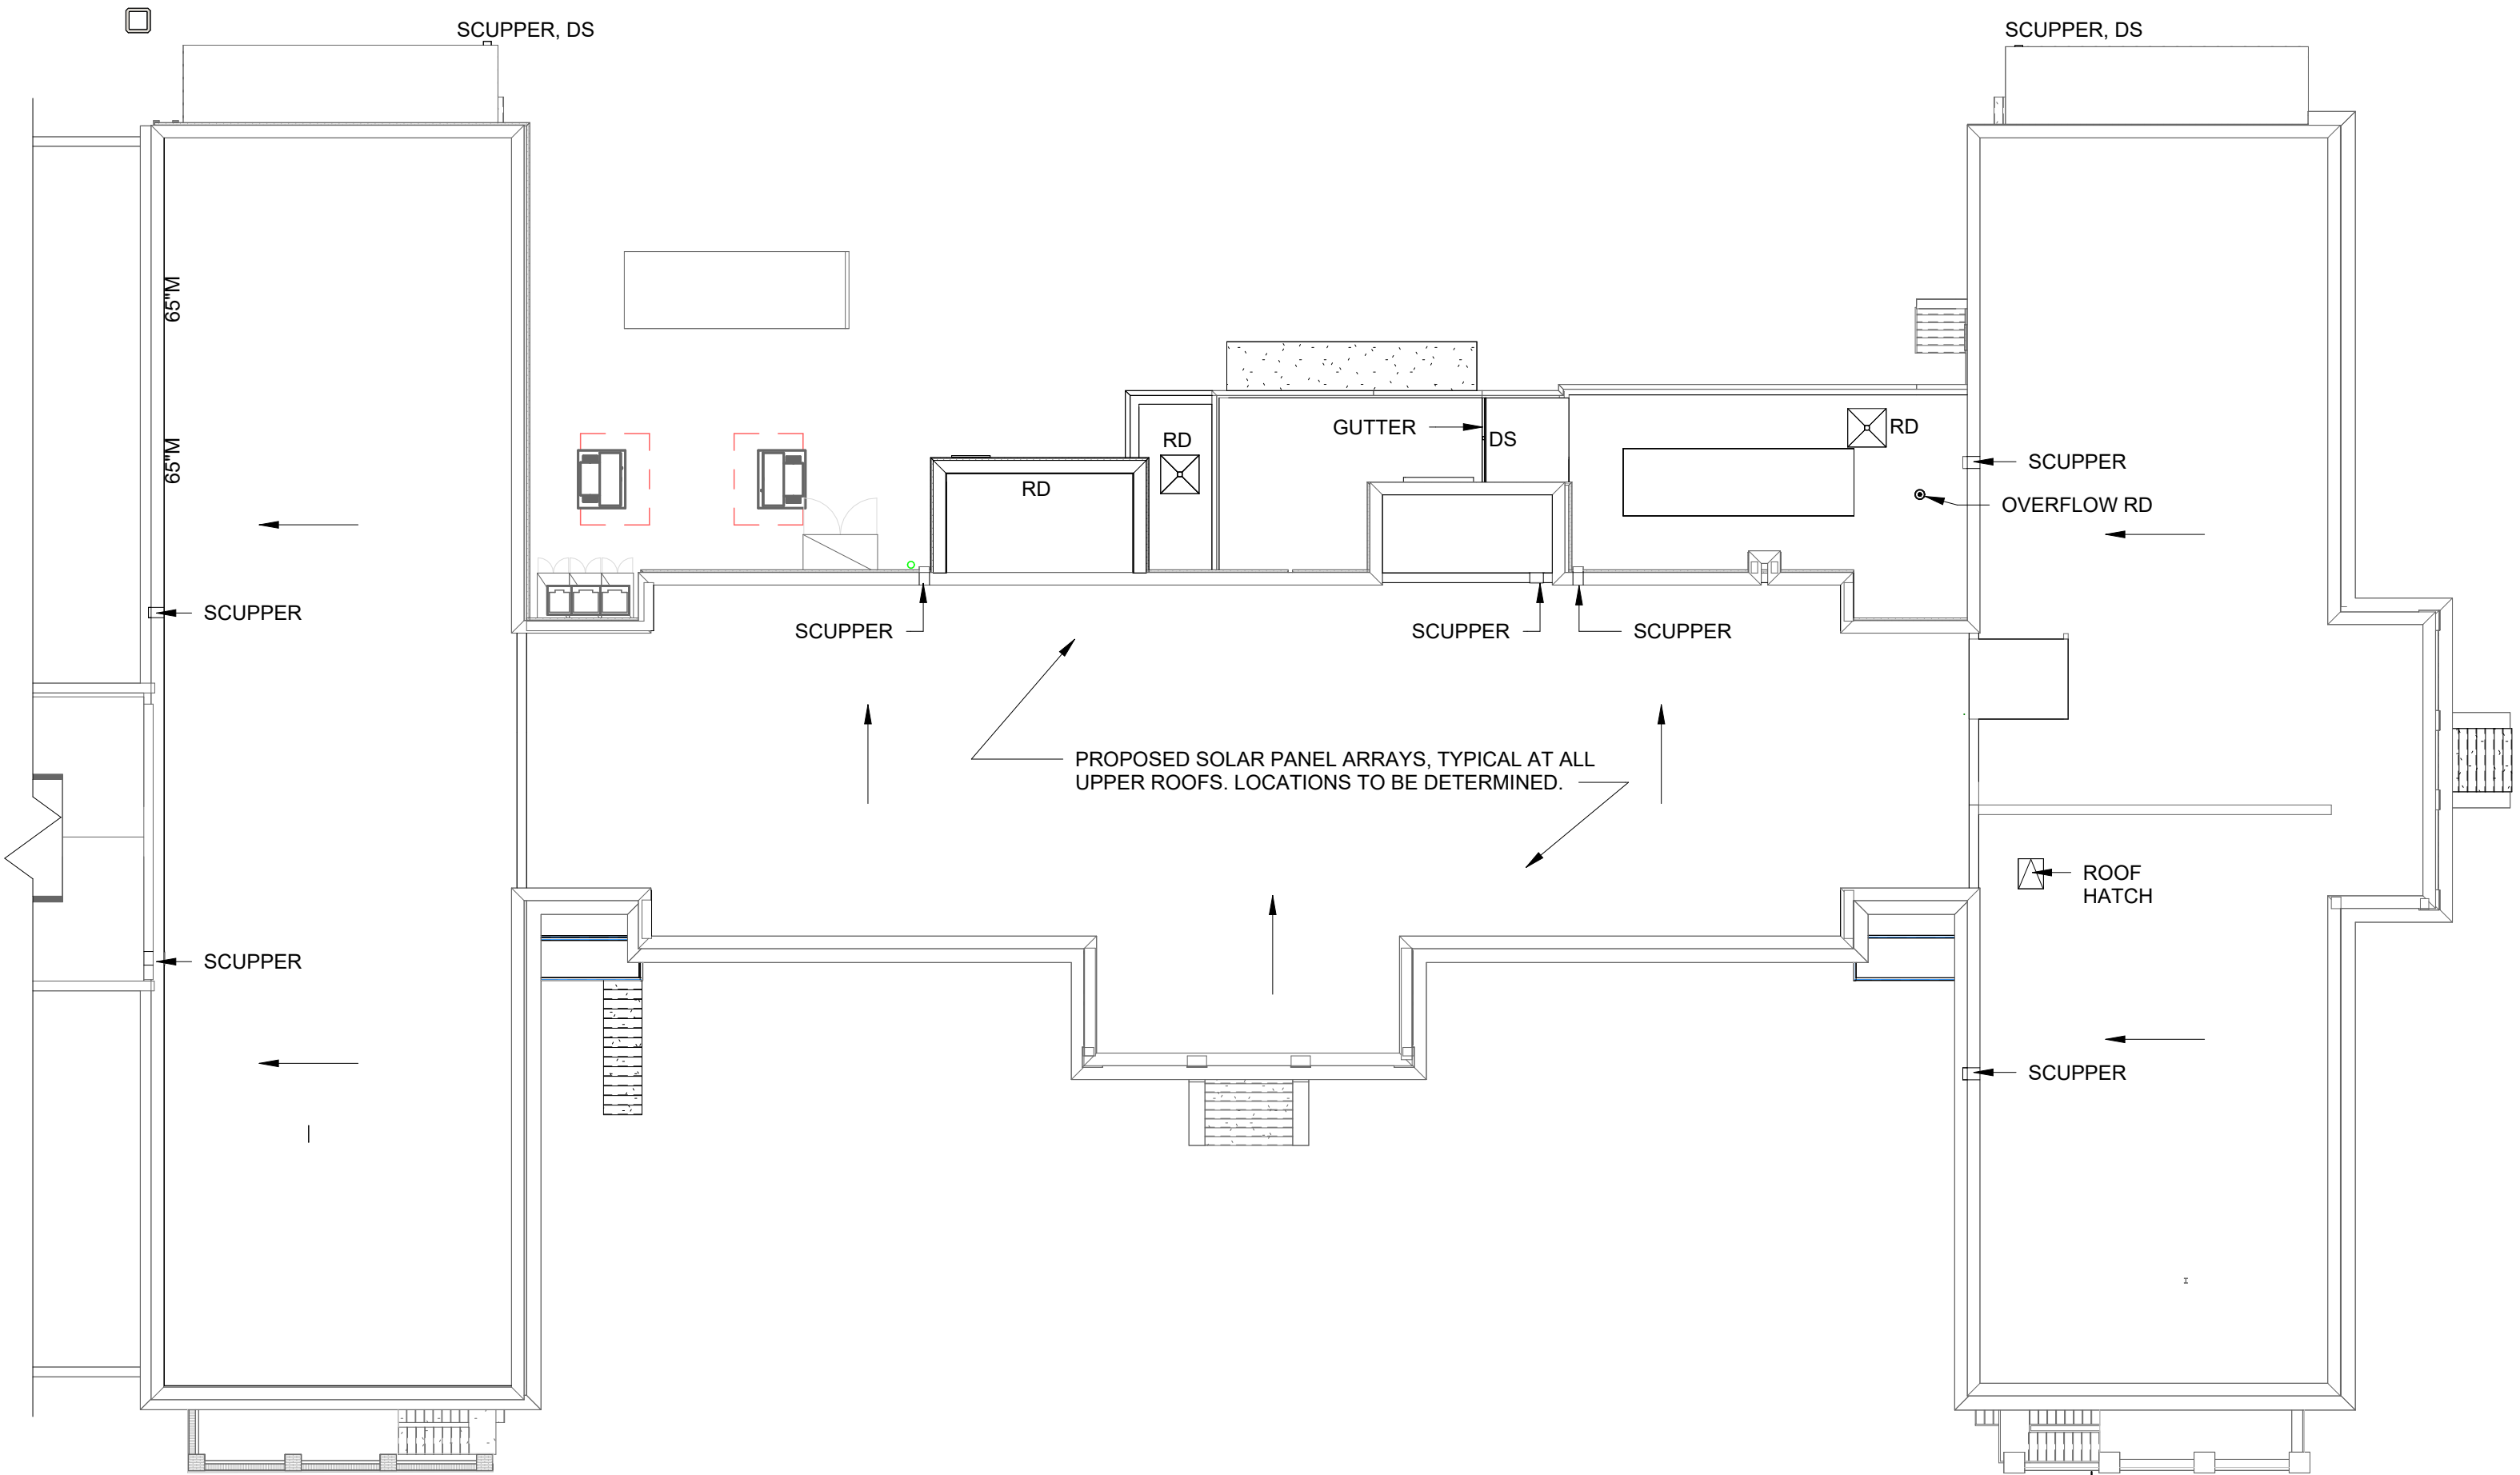 SCUPPER, DS
SCUPPER, DS
65"M
65"M
GUTTER
DS
RD
RD
RD
SCUPPER
OVERFLOW RD
SCUPPER
SCUPPER
SCUPPER
SCUPPER
PROPOSED SOLAR PANEL ARRAYS, TYPICAL AT ALL
UPPER ROOFS. LOCATIONS TO BE DETERMINED.
ROOF
HATCH
SCUPPER
SCUPPER